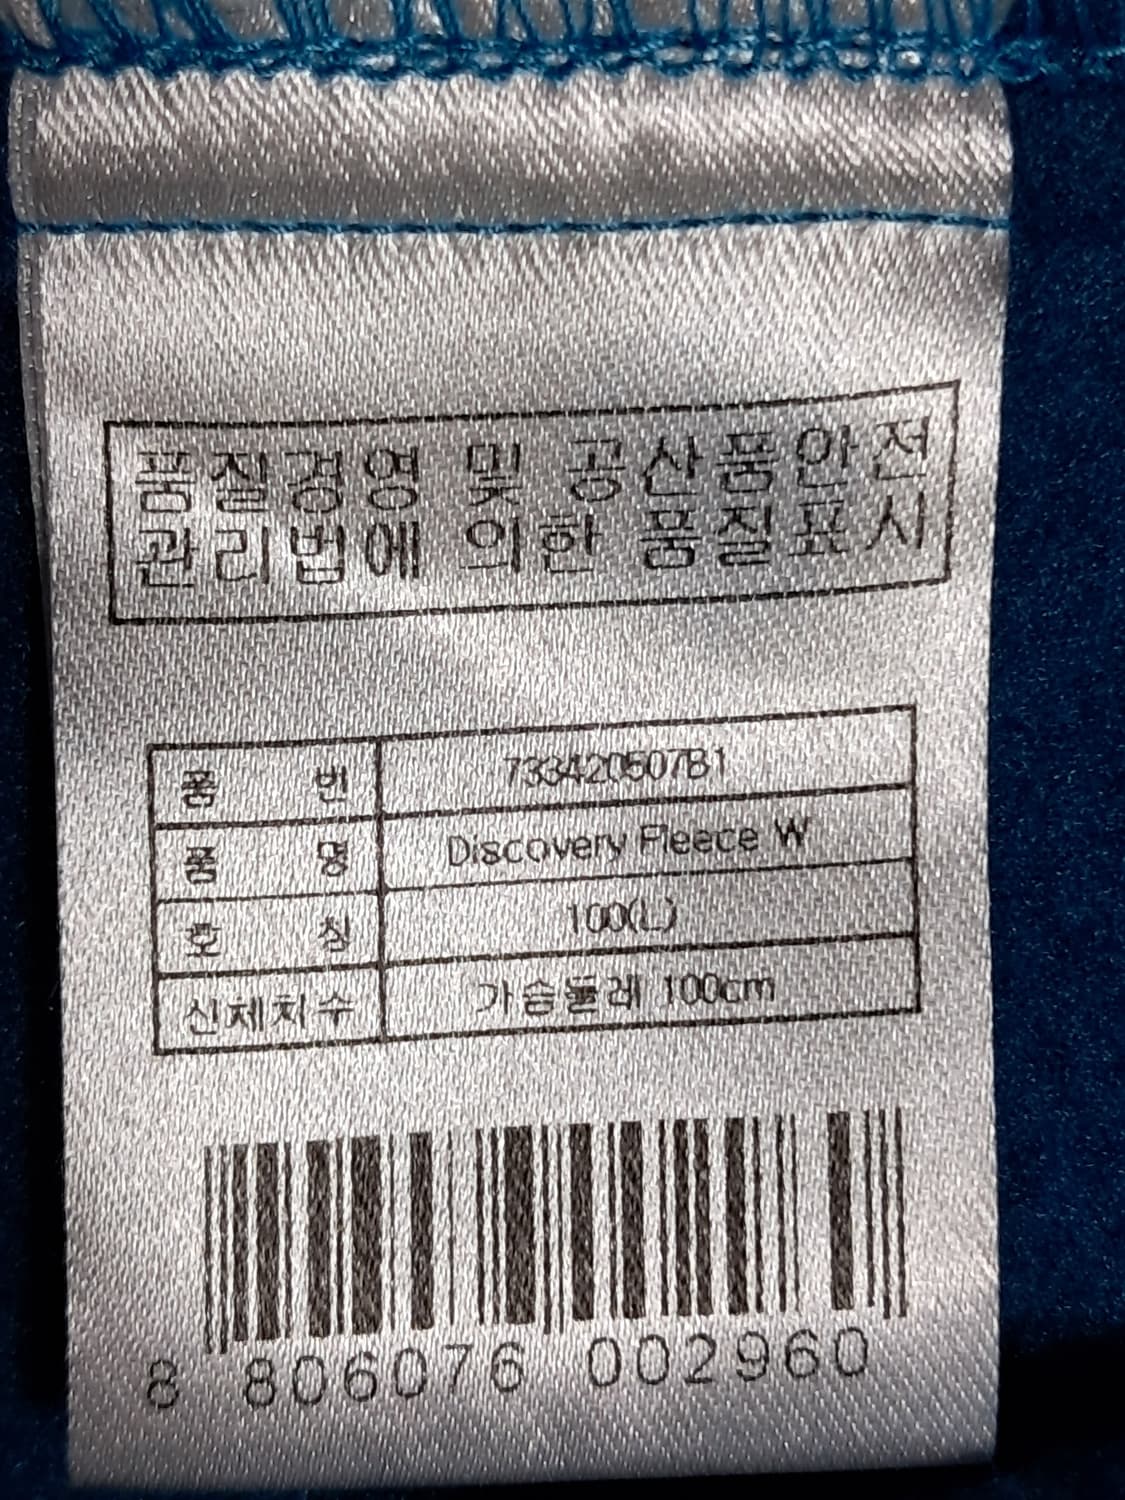 품질경영 및 공산품안전
관리법에 의한 품질표시
품 번 733420507B1
품 명 Discovery Fleece W
호 칭 100(L)
신체치수 가슴둘레 100cm
8 806076 002960